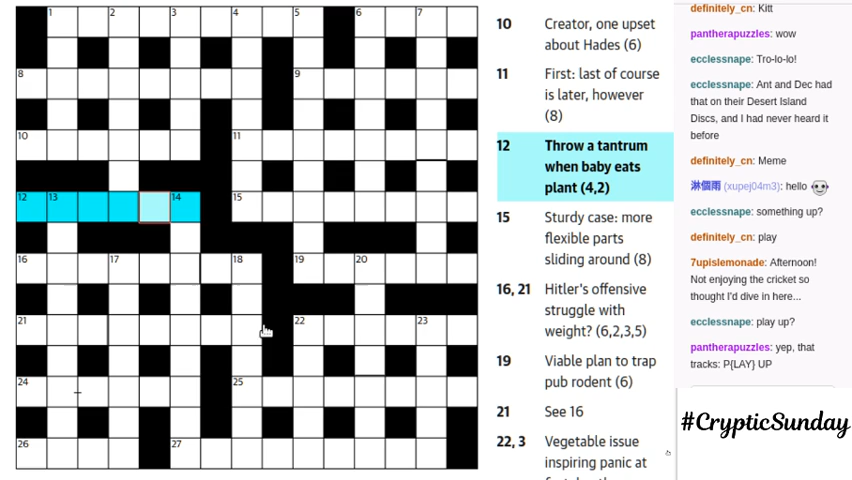 1 2 3 4 5 6 7
8 9
10 11
12 13 14 15
16 17 18 19 20
21 22 23
24 25
26 27
10 Creator, one upset
about Hades (6)
11 First: last of course
is later, however
(8)
12 Throw a tantrum
when baby eats
plant (4,2)
15 Sturdy case: more
flexible parts
sliding around (8)
16, 21 Hitler's offensive
struggle with
weight? (6,2,3,5)
19 Viable plan to trap
pub rodent (6)
21 See 16
22, 3 Vegetable issue
inspiring panic at
definitely_cn: Kitt
pantherapuzzles: wow
ecclessnape: Tro-lo-lo!
ecclessnape: Ant and Dec had
that on their Desert Island
Discs, and I had never heard it
before
definitely_cn: Meme
淋個雨 (xupej04m3): hello
ecclessnape: something up?
definitely_cn: play
7upislemonade: Afternoon!
Not enjoying the cricket so
thought I'd dive in here...
ecclessnape: play up?
pantherapuzzles: yep, that
tracks: P{LAY} UP
#CrypticSunday